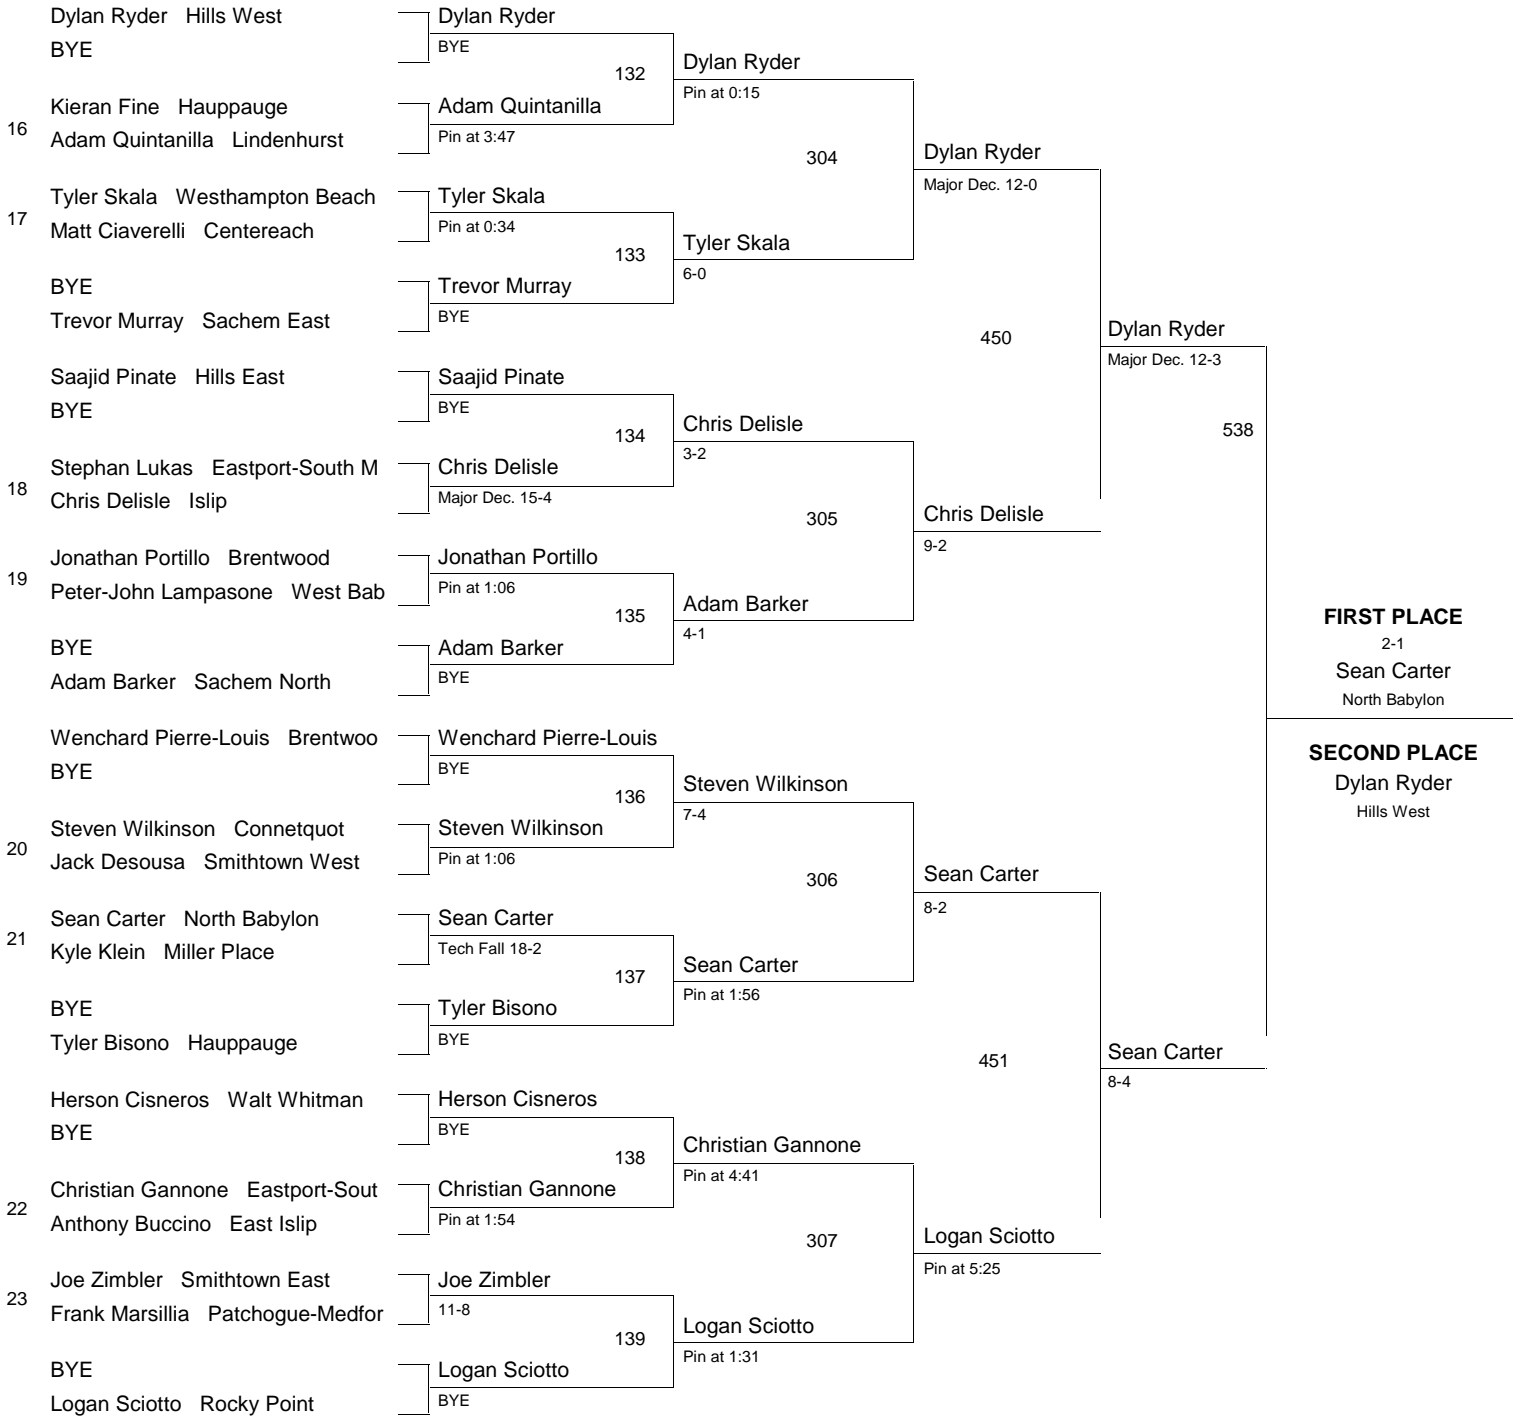 Dylan Ryder Hills West
BYE
16
Kieran Fine Hauppauge
Adam Quintanilla Lindenhurst
17
Tyler Skala Westhampton Beach
Matt Ciaverelli Centereach
BYE
Trevor Murray Sachem East
Saajid Pinate Hills East
BYE
18
Stephan Lukas Eastport-South M
Chris Delisle Islip
19
Jonathan Portillo Brentwood
Peter-John Lampasone West Bab
BYE
Adam Barker Sachem North
Wenchard Pierre-Louis Brentwoo
BYE
20
Steven Wilkinson Connetquot
Jack Desousa Smithtown West
21
Sean Carter North Babylon
Kyle Klein Miller Place
BYE
Tyler Bisono Hauppauge
Herson Cisneros Walt Whitman
BYE
22
Christian Gannone Eastport-Sout
Anthony Buccino East Islip
23
Joe Zimbler Smithtown East
Frank Marsillia Patchogue-Medfor
BYE
Logan Sciotto Rocky Point
Dylan Ryder
BYE
132
Adam Quintanilla
Pin at 3:47
Tyler Skala
Pin at 0:34
133
Trevor Murray
BYE
Saajid Pinate
BYE
134
Chris Delisle
Major Dec. 15-4
Jonathan Portillo
Pin at 1:06
135
Adam Barker
BYE
Wenchard Pierre-Louis
BYE
136
Steven Wilkinson
Pin at 1:06
Sean Carter
Tech Fall 18-2
137
Tyler Bisono
BYE
Herson Cisneros
BYE
138
Christian Gannone
Pin at 1:54
Joe Zimbler
11-8
139
Logan Sciotto
BYE
Dylan Ryder
Pin at 0:15
304
Tyler Skala
6-0
Chris Delisle
3-2
305
Adam Barker
4-1
Steven Wilkinson
7-4
306
Sean Carter
Pin at 1:56
Christian Gannone
Pin at 4:41
307
Logan Sciotto
Pin at 1:31
Dylan Ryder
Major Dec. 12-0
450
Chris Delisle
9-2
Sean Carter
8-2
451
Logan Sciotto
Pin at 5:25
Dylan Ryder
Major Dec. 12-3
538
Sean Carter
8-4
FIRST PLACE
2-1
Sean Carter
North Babylon
SECOND PLACE
Dylan Ryder
Hills West